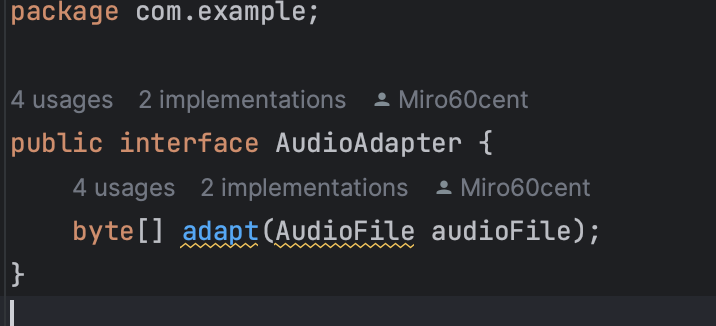 package com.example;
4 usages 2 implementations Miro60cent
public interface AudioAdapter {
4 usages 2 implementations Miro60cent
byte[] adapt(AudioFile audioFile);
}